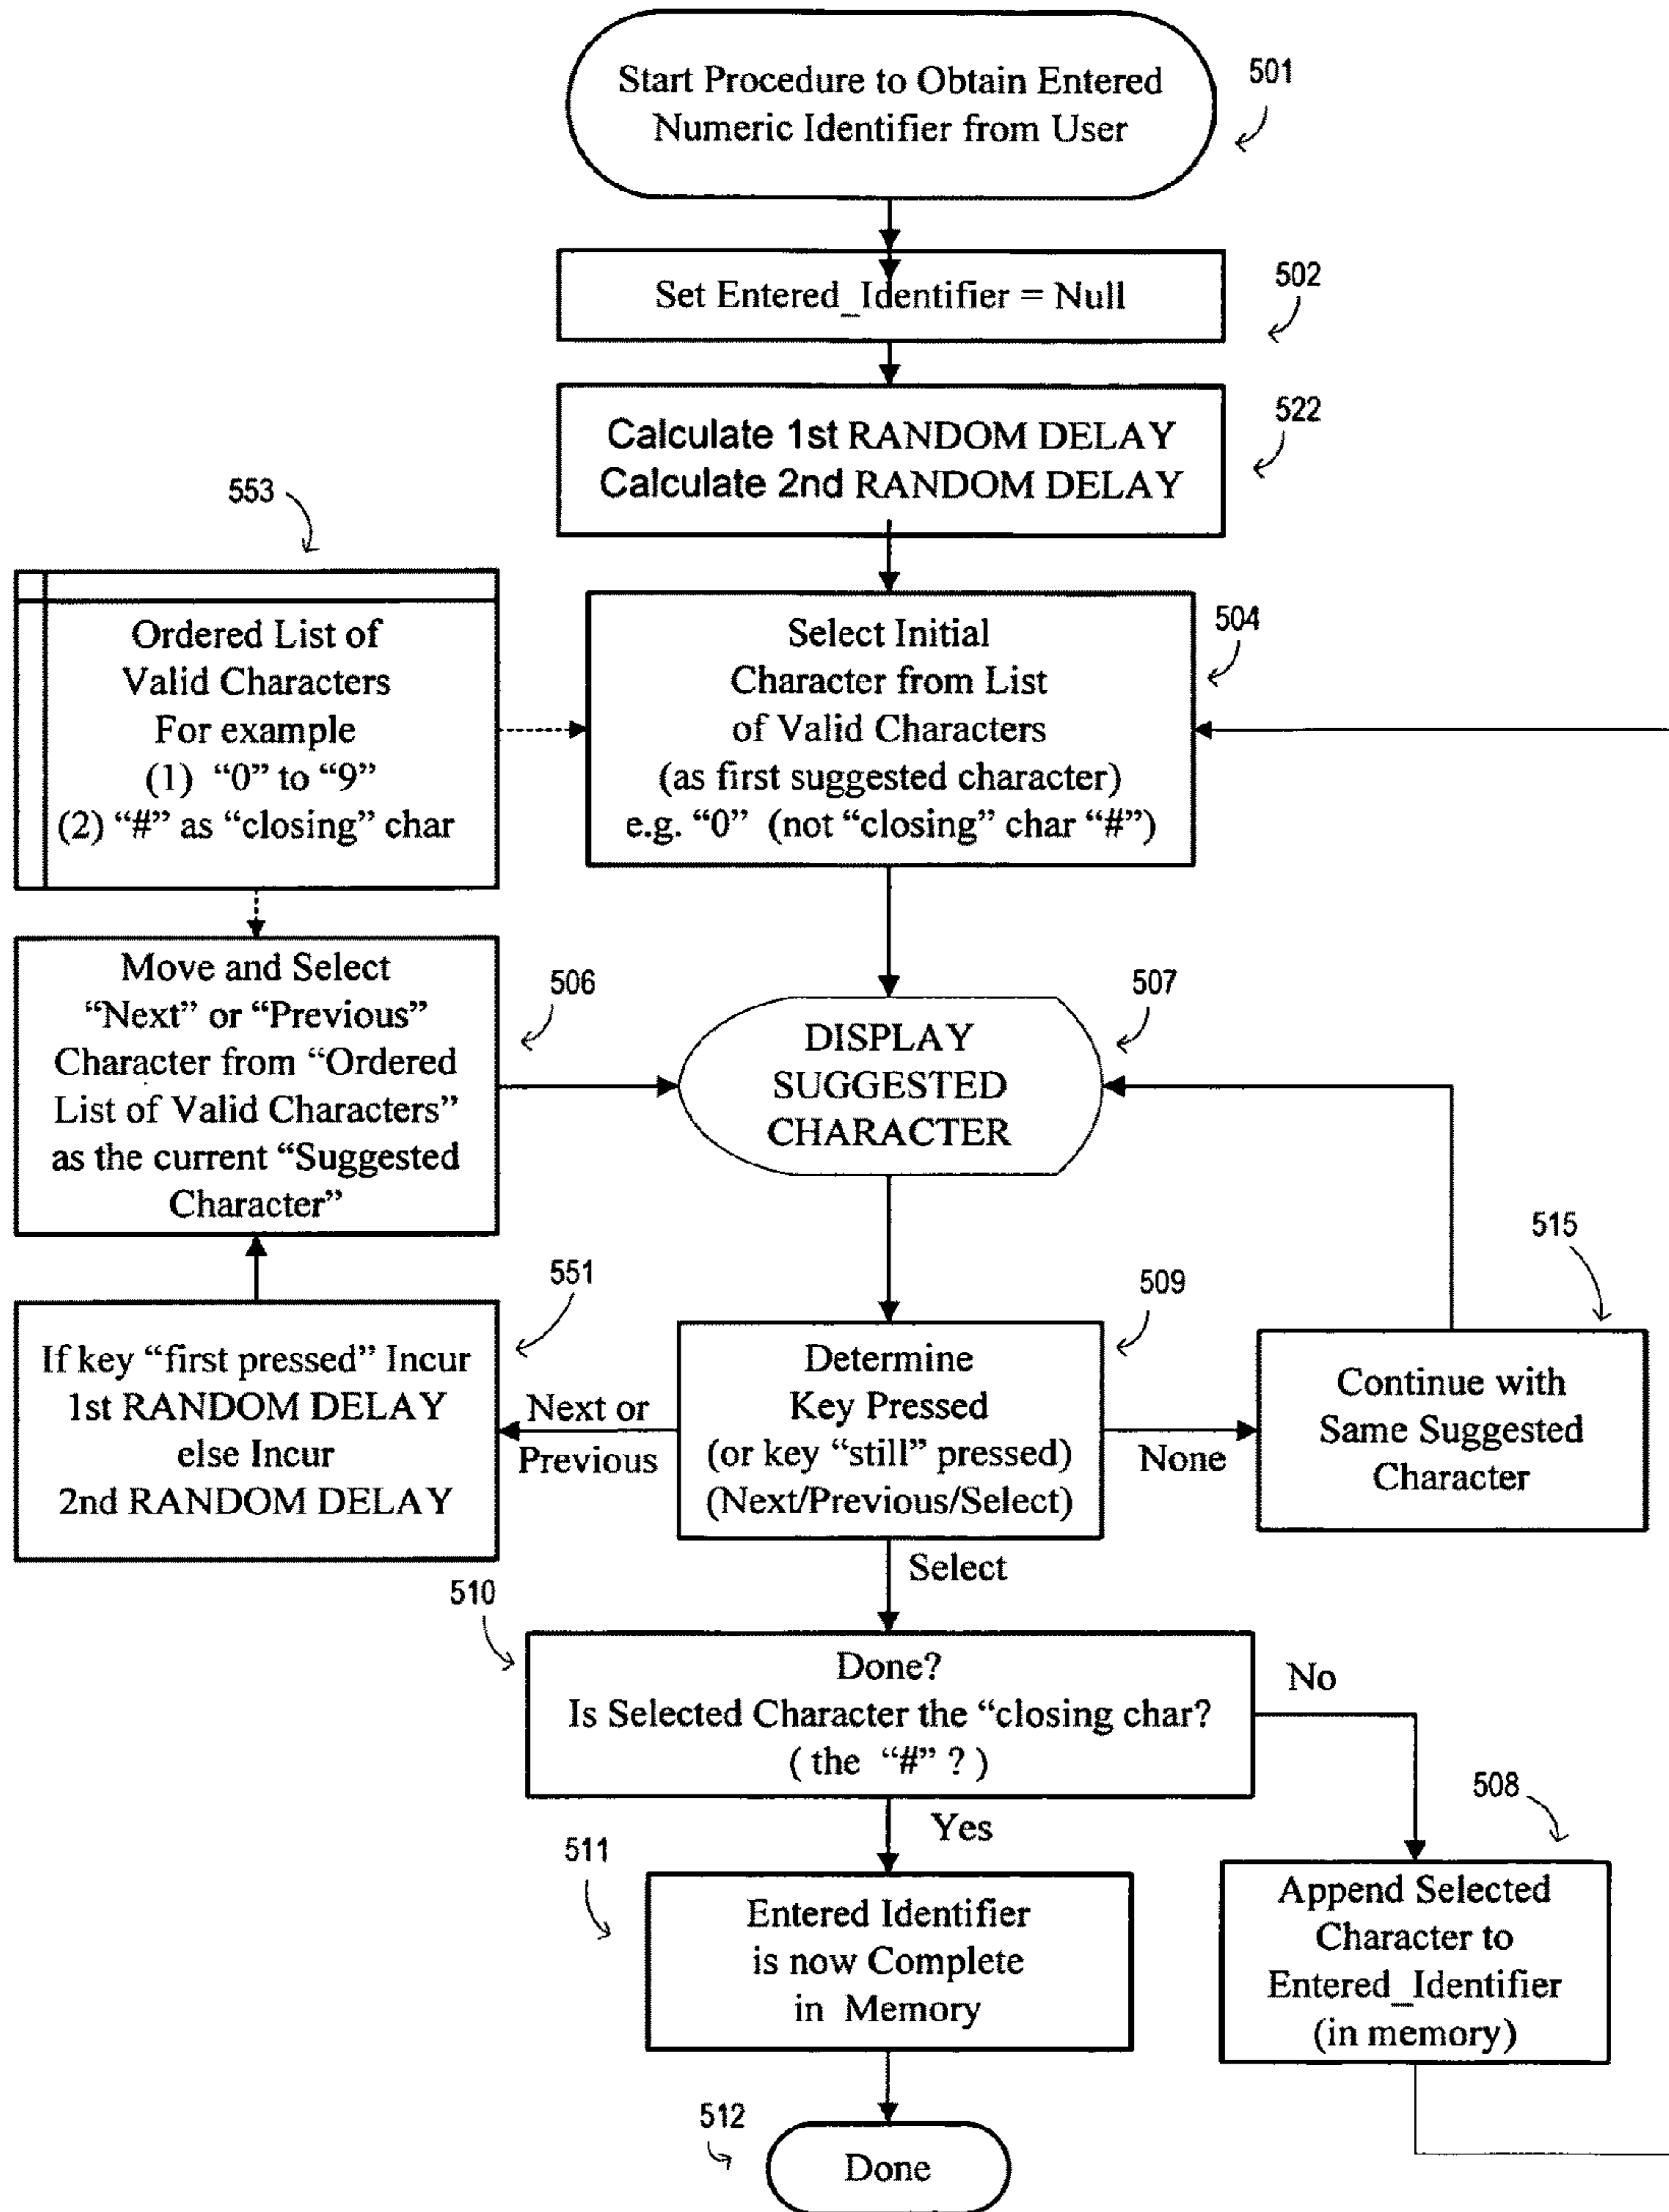 Start Procedure to Obtain Entered
Numeric Identifier from User
501
Set Entered_Identifier = Null
502
Calculate 1st RANDOM DELAY
Calculate 2nd RANDOM DELAY
522
553
Ordered List of
Valid Characters
For example
(1) “0” to “9”
(2) “#” as “closing” char
Select Initial
Character from List
of Valid Characters
(as first suggested character)
e.g. “0” (not “closing” char “#”)
504
Move and Select
“Next” or “Previous”
Character from “Ordered
List of Valid Characters”
as the current “Suggested
Character”
506
DISPLAY
SUGGESTED
CHARACTER
507
If key “first pressed” Incur
1st RANDOM DELAY
else Incur
2nd RANDOM DELAY
551
Next or
Previous
Determine
Key Pressed
(or key “still” pressed)
(Next/Previous/Select)
509
None
Continue with
Same Suggested
Character
515
Select
510
Done?
Is Selected Character the “closing char?
( the “#” ? )
No
Yes
508
Append Selected
Character to
Entered_Identifier
(in memory)
511
Entered Identifier
is now Complete
in Memory
512
Done